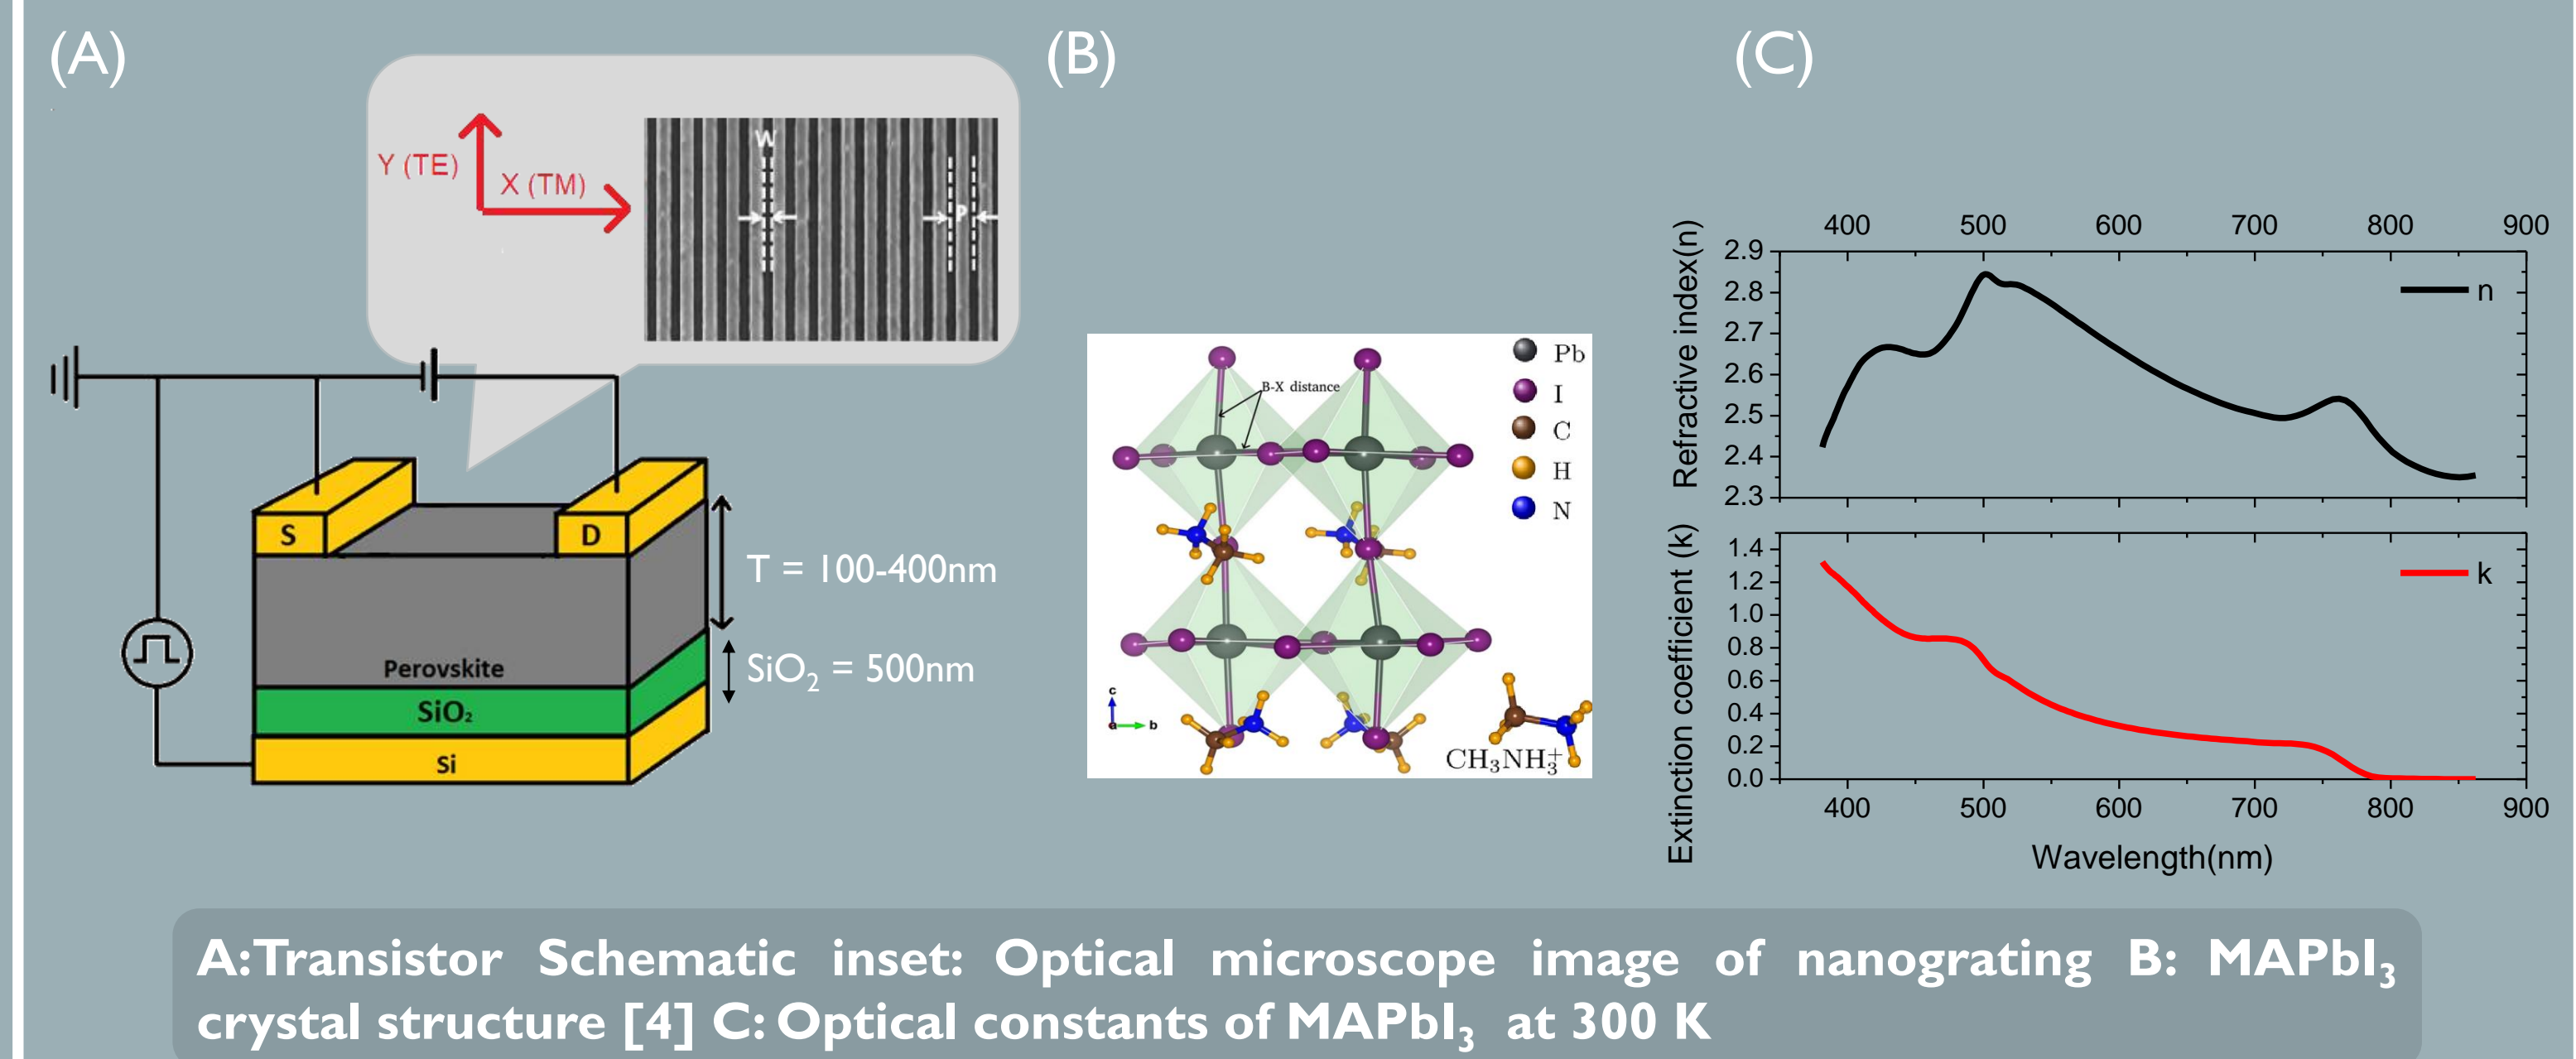 (A)
Y (TE)
X (TM)
W
P
S
D
T = 100-400nm
Perovskite
SiO₂ = 500nm
SiO₂
Si
(B)
B-X distance
Pb
I
C
H
N
c
a
b
CH₃NH₃⁺
(C)
400 500 600 700 800 900
Refractive index(n)
2.9
2.8
2.7
2.6
2.5
2.4
2.3
n
Extinction coefficient (k)
1.4
1.2
1.0
0.8
0.6
0.4
0.2
0.0
k
400 500 600 700 800 900
Wavelength(nm)
A:Transistor Schematic inset: Optical microscope image of nanograting B: MAPbI₃
crystal structure [4] C: Optical constants of MAPbI₃ at 300 K